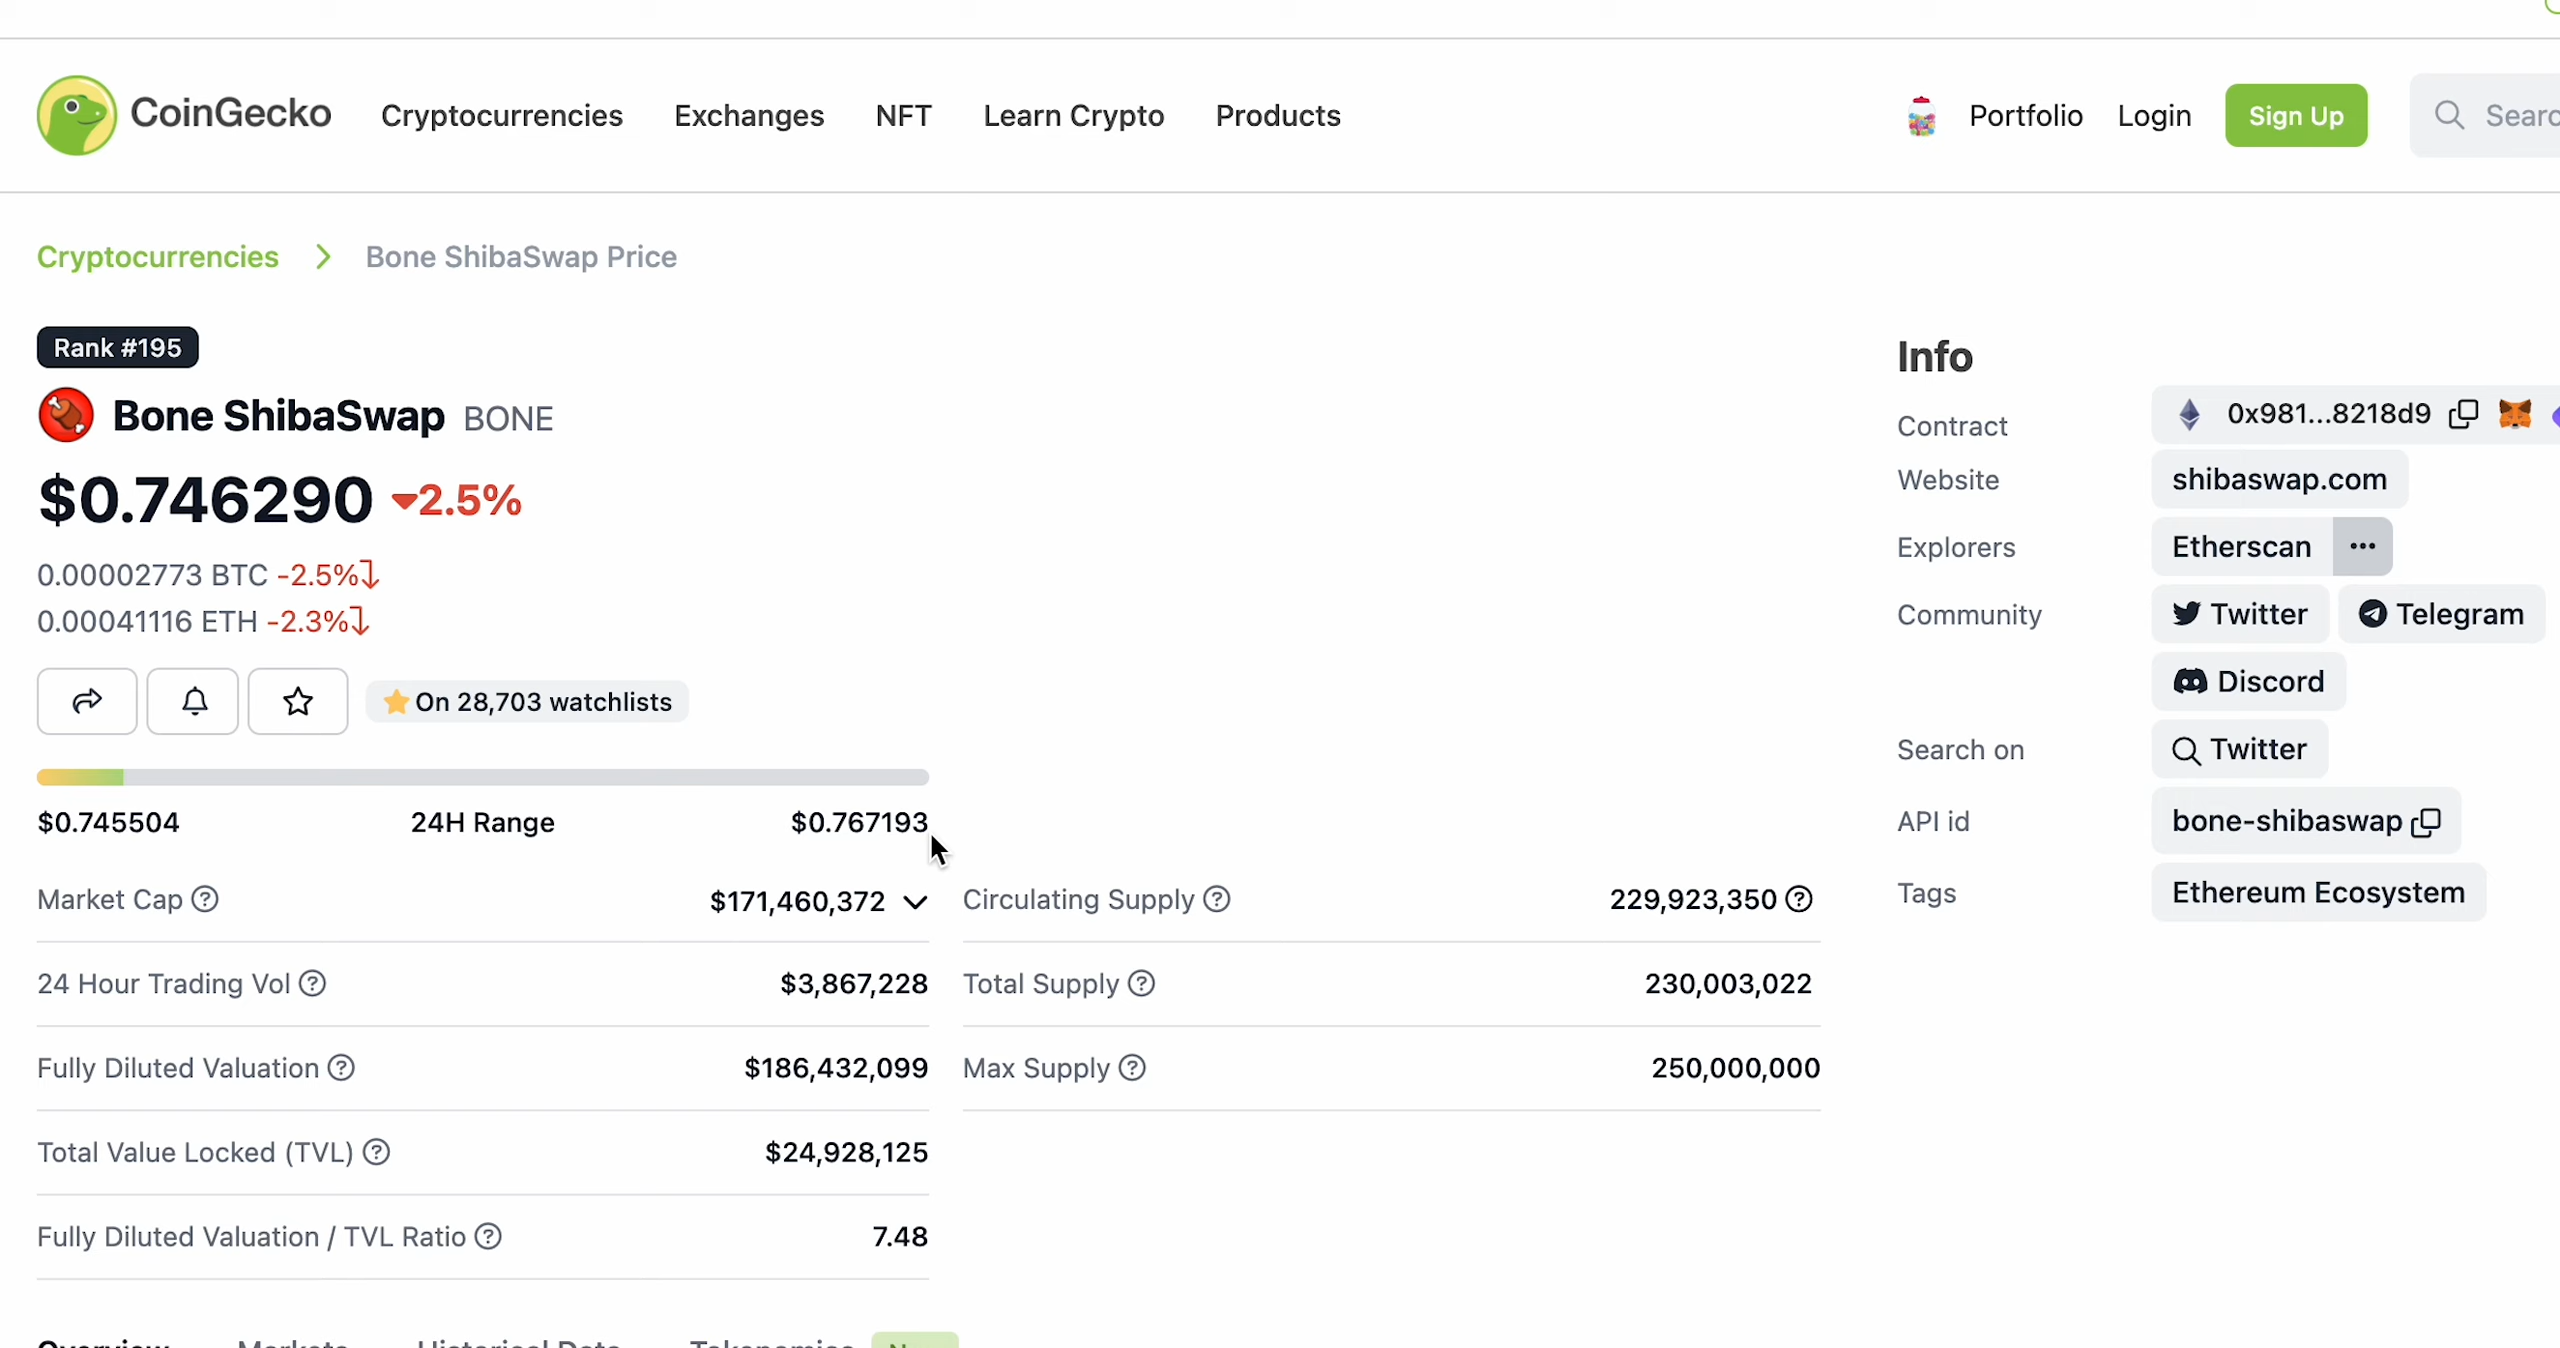 CoinGecko Cryptocurrencies Exchanges NFT Learn Crypto Products Portfolio Login Sign Up
Cryptocurrencies > Bone ShibaSwap Price
Rank #195
Bone ShibaSwap BONE
$0.746290 2.5%
0.00002773 BTC -2.5%
0.00041116 ETH -2.3%
On 28,703 watchlists
$0.745504 24H Range $0.767193
Market Cap $171,460,372
24 Hour Trading Vol $3,867,228
Fully Diluted Valuation $186,432,099
Total Value Locked (TVL) $24,928,125
Fully Diluted Valuation / TVL Ratio 7.48
Circulating Supply 229,923,350
Total Supply 230,003,022
Max Supply 250,000,000
Info
Contract 0x981...8218d9
Website shibaswap.com
Explorers Etherscan
Community Twitter Telegram
Discord
Search on Twitter
API id bone-shibaswap
Tags Ethereum Ecosystem